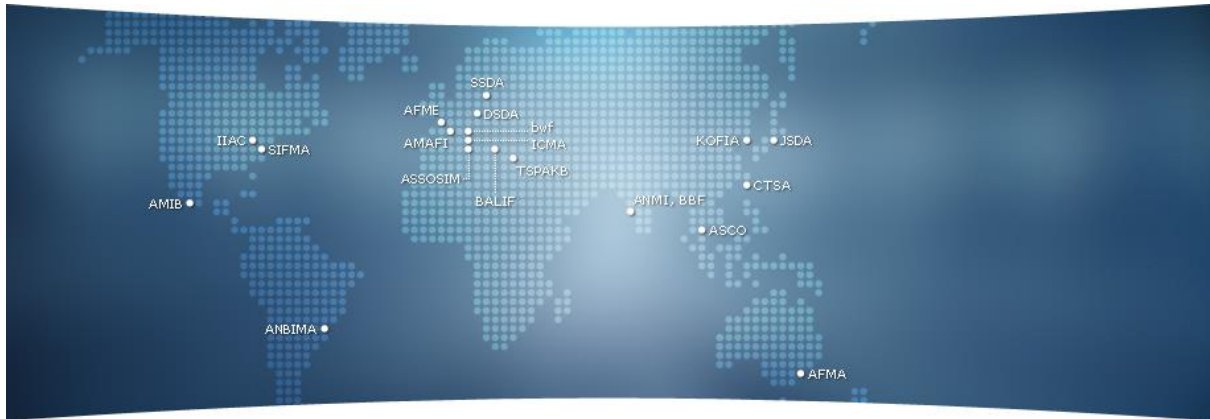 SSDA
AFME
DSDA
bwf
IIAC
AMAFI
ICMA
KOFIA
JSDA
SIFMA
TSPAKB
ASSOSIM
CTSA
AMIB
BALIF
ANMI, BBF
ASCO
ANBIMA
AFMA